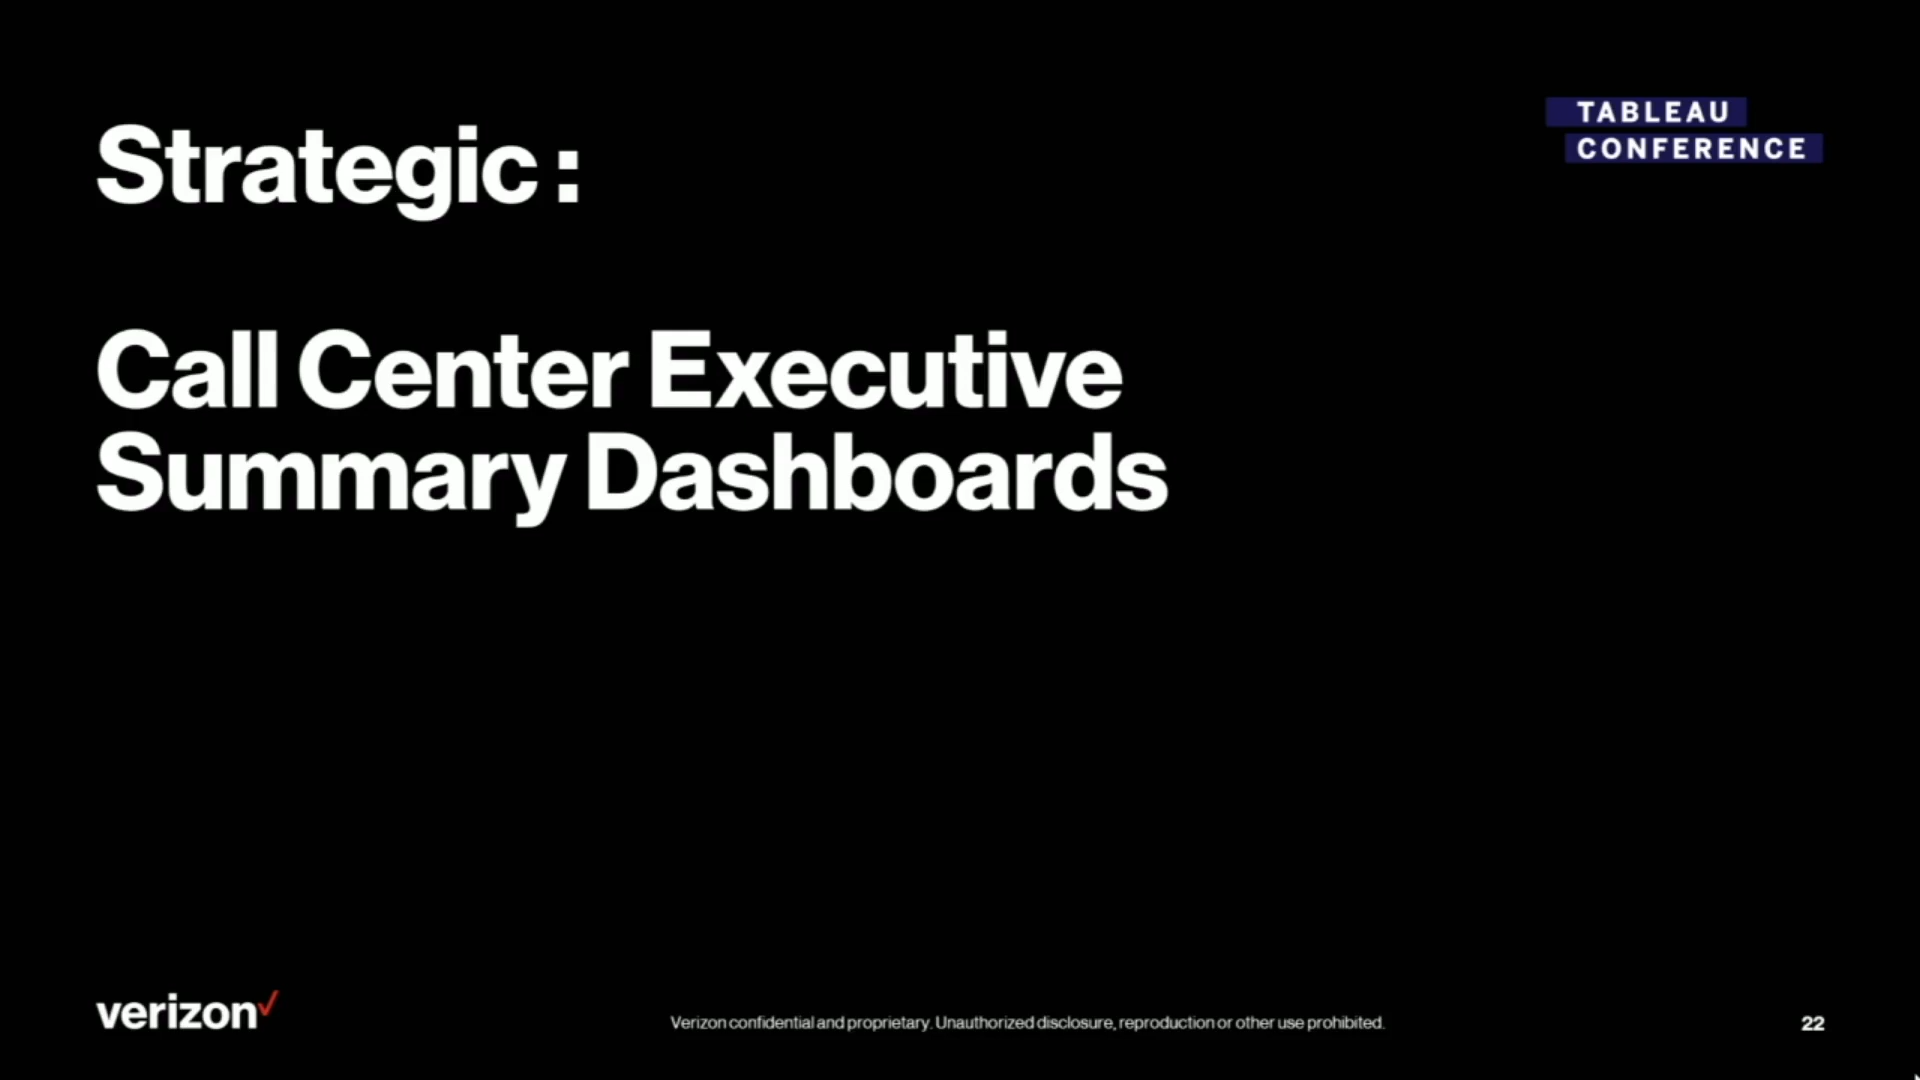 TABLEAU
CONFERENCE
Strategic :
Call Center Executive
Summary Dashboards
verizon
Verizon confidential and proprietary. Unauthorized disclosure, reproduction or other use prohibited.
22